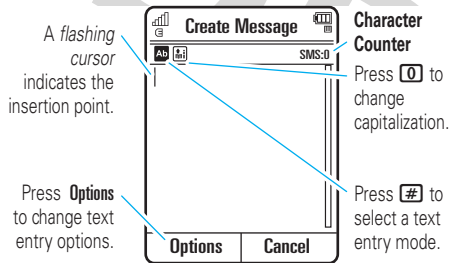 A flashing
cursor
indicates the
insertion point.
Press Options
to change text
entry options.
Create Message
Ab
SMS:0
Options
Cancel
Character
Counter
Press 0 to
change
capitalization.
Press # to
select a text
entry mode.